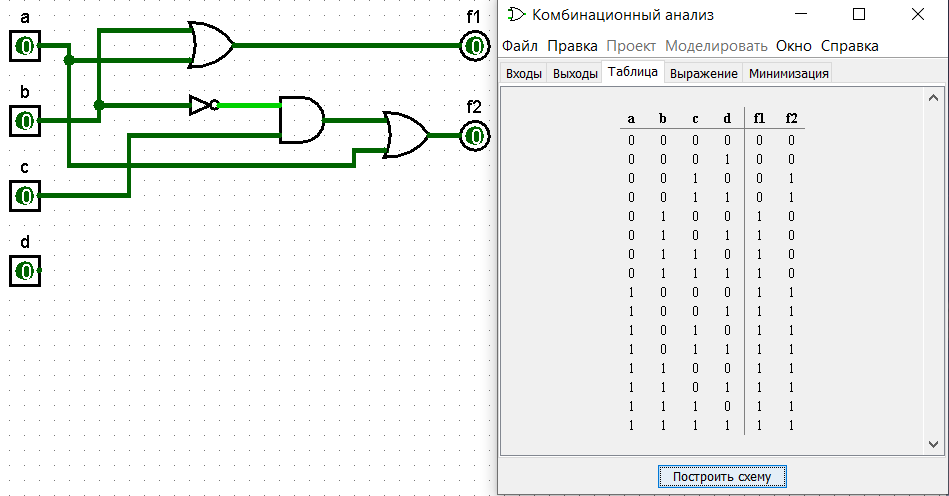 a
0
b
0
c
0
d
0
f1
0
f2
0
Комбинационный анализ
Файл Правка Проект Моделировать Окно Справка
Входы Выходы Таблица Выражение Минимизация
a b c d f1 f2
0 0 0 0 0 0
0 0 0 1 0 0
0 0 1 0 0 1
0 0 1 1 0 1
0 1 0 0 1 0
0 1 0 1 1 0
0 1 1 0 1 0
0 1 1 1 1 0
1 0 0 0 1 1
1 0 0 1 1 1
1 0 1 0 1 1
1 0 1 1 1 1
1 1 0 0 1 1
1 1 0 1 1 1
1 1 1 0 1 1
1 1 1 1 1 1
Построить схему